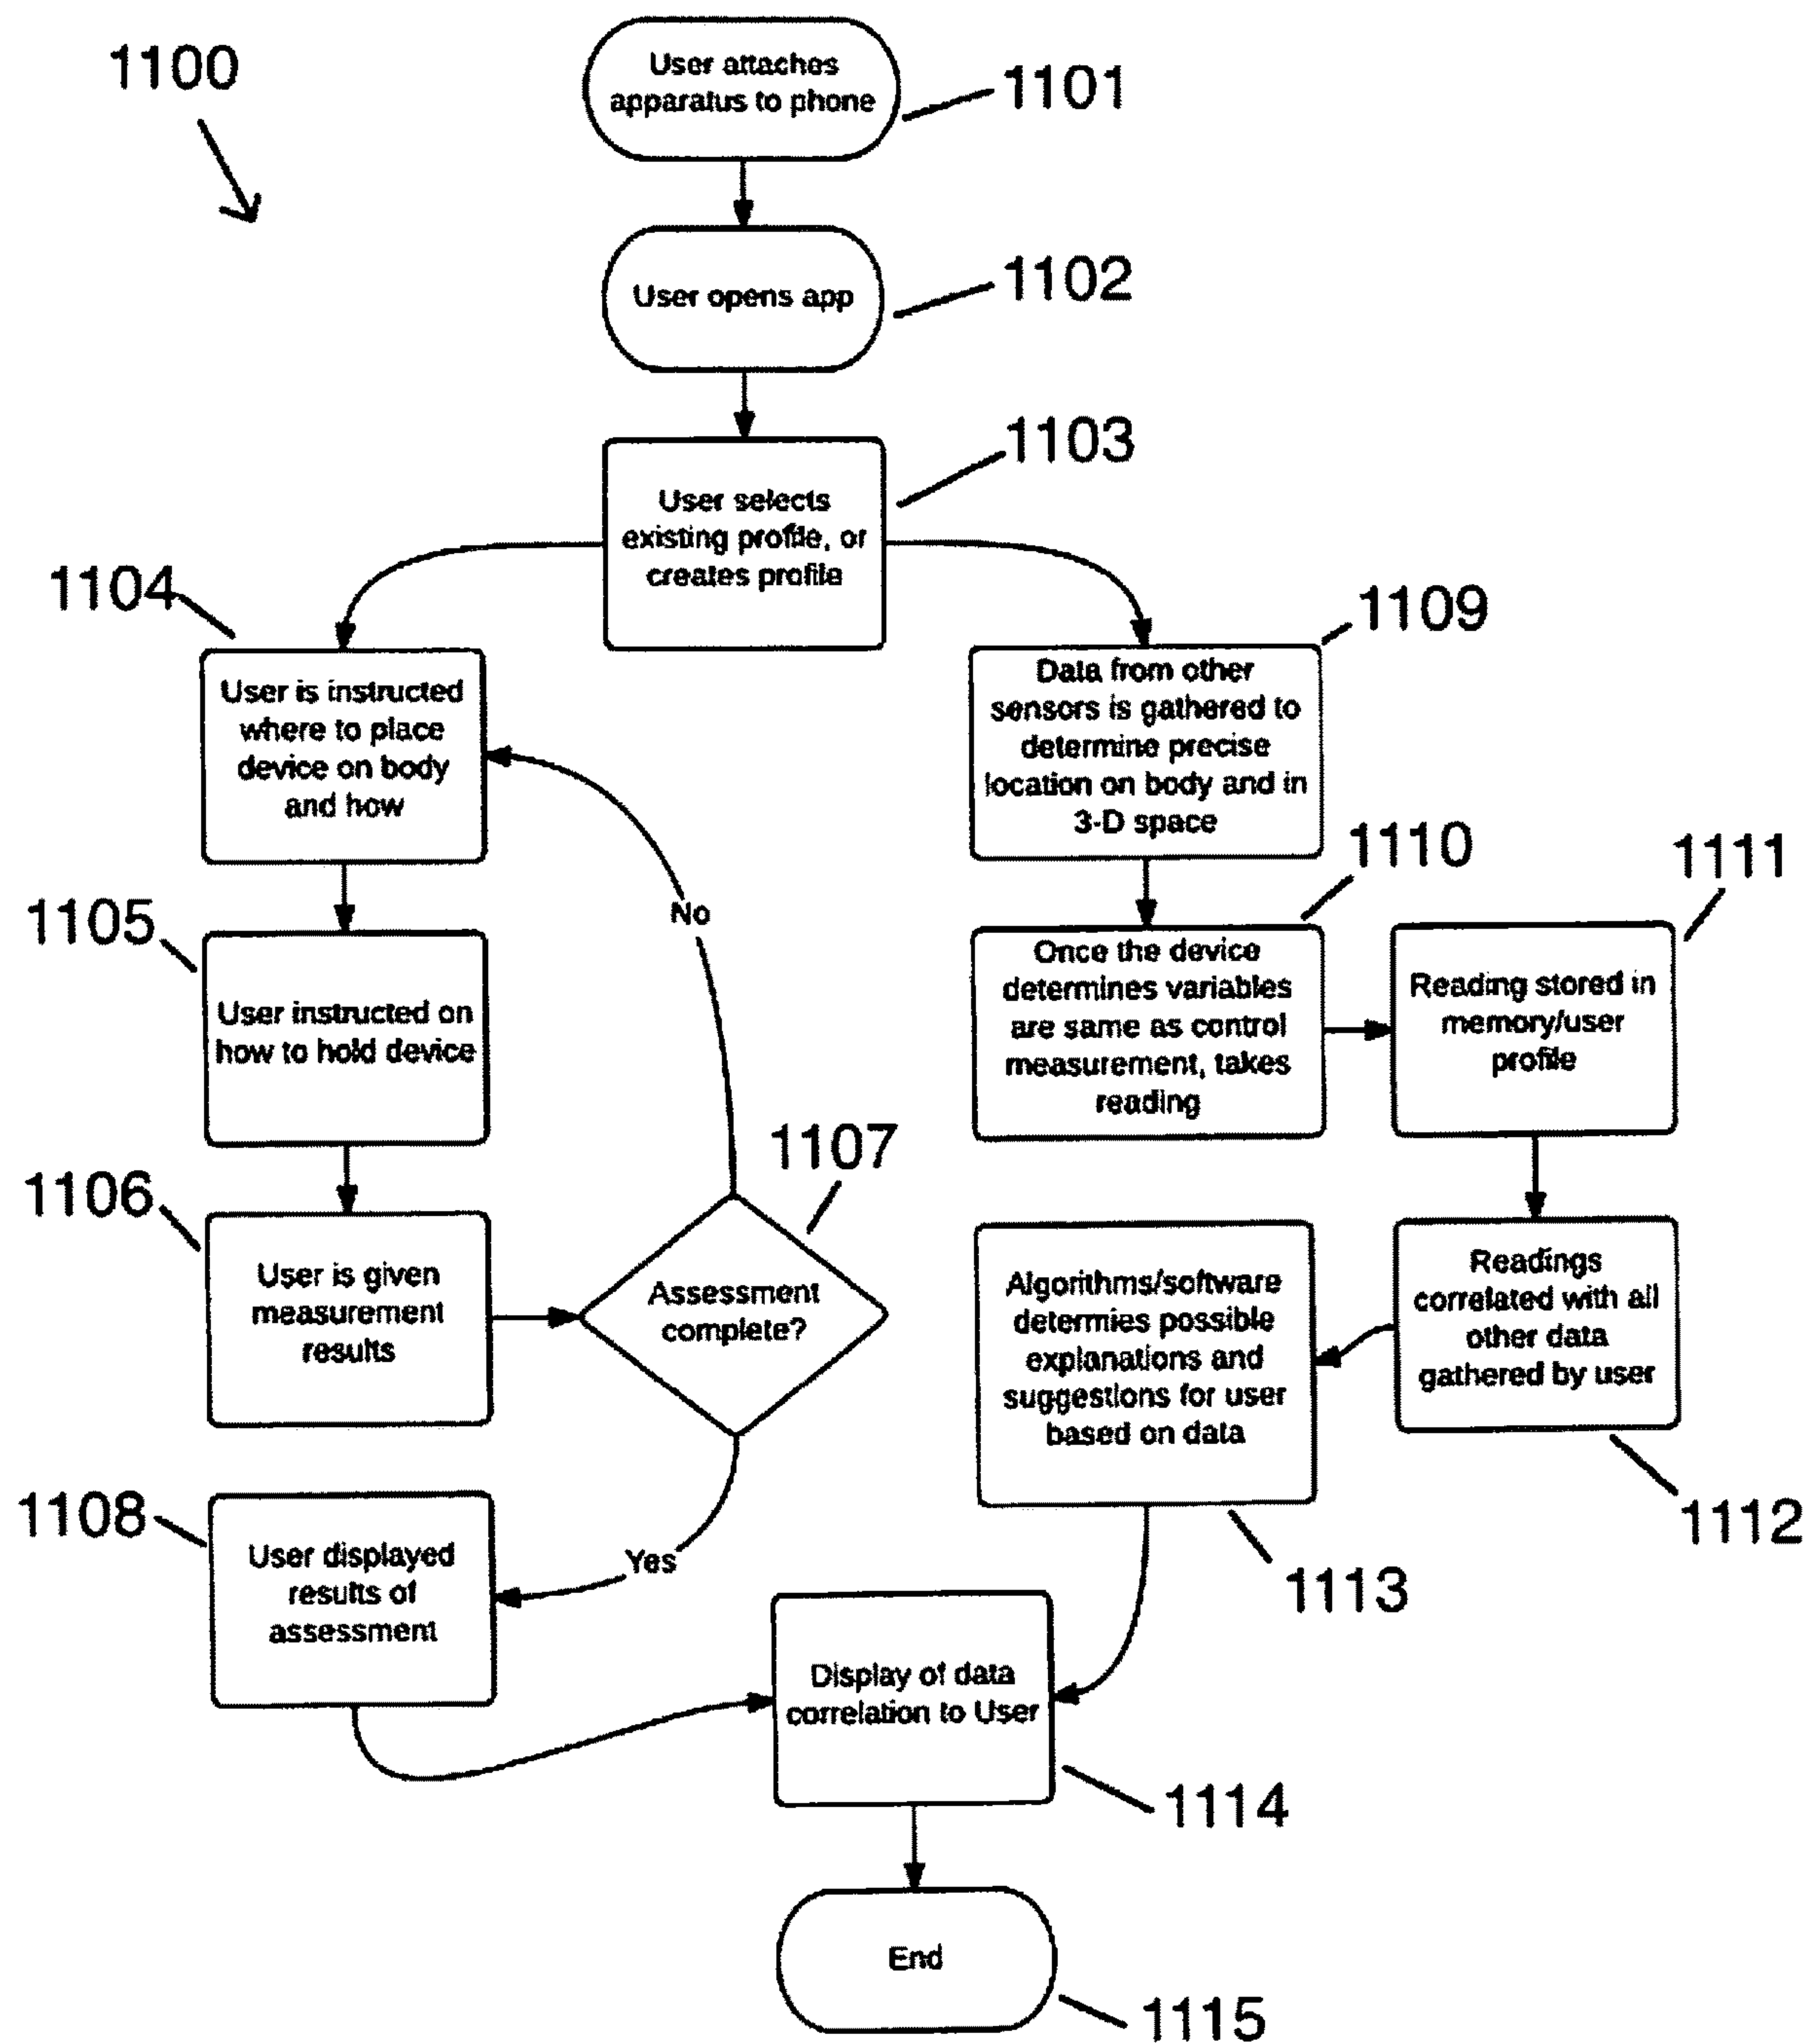 1100
User attaches
apparatus to phone
1101
User opens app
1102
User selects
existing profile, or
creates profile
1103
1104
User is instructed
where to place
device on body
and how
1105
User instructed on
how to hold device
1106
User is given
measurement
results
1107
Assessment
complete?
No
Yes
1108
User displayed
results of
assessment
1109
Data from other
sensors is gathered to
determine precise
location on body and in
3-D space
1110
Once the device
determines variables
are same as control
measurement, takes
reading
1111
Reading stored in
memory/user
profile
Readings
correlated with all
other data
gathered by user
1112
Algorithms/software
determies possible
explanations and
suggestions for user
based on data
1113
Display of data
correlation to User
1114
End
1115